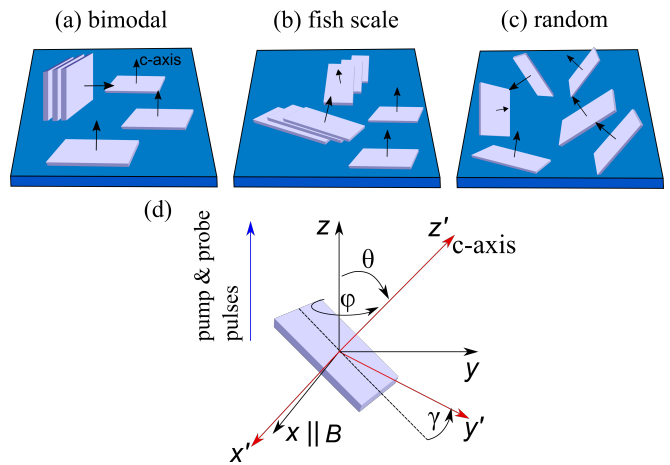 (a) bimodal
(b) fish scale
(c) random
c-axis
(d)
pump & probe
pulses
z
z'
c-axis
θ
φ
y
γ
y'
x'
x || B